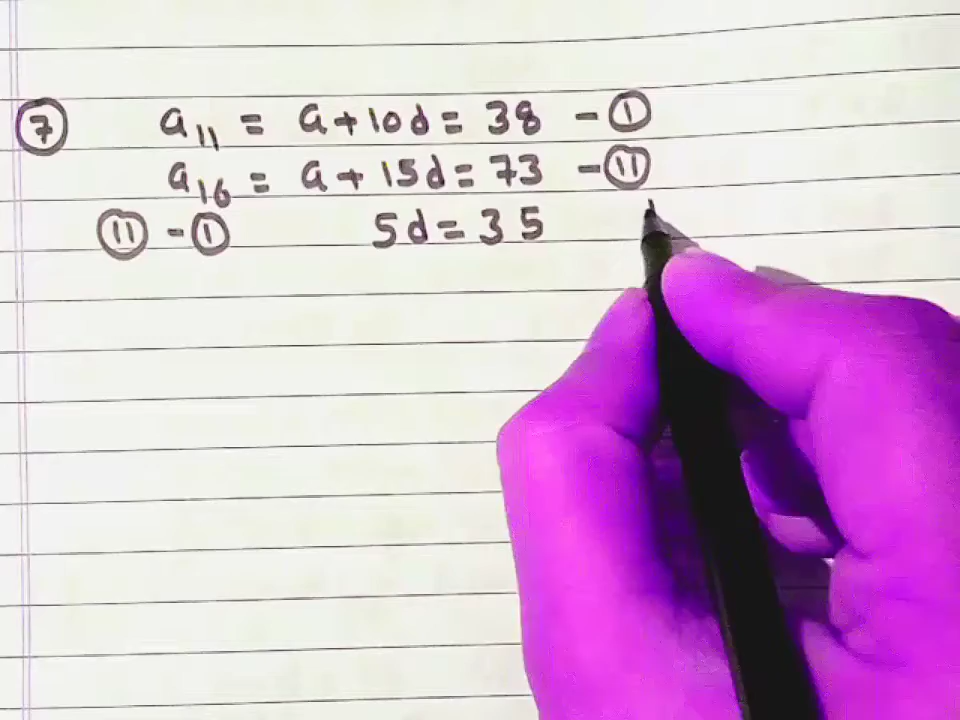 ⑦ a₁₁ = a+10d = 38 - ①
a₁₆ = a + 15d = 73 - ⑪
⑪ - ① 5d = 35